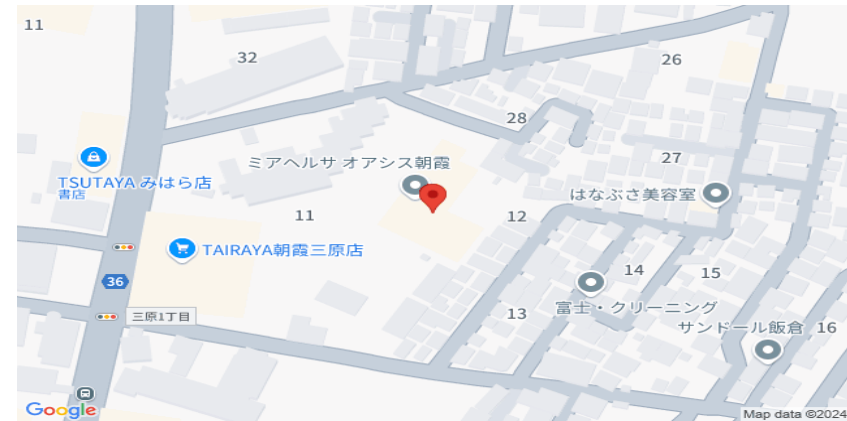 11
32
26
28
ミアヘルサ オアシス朝霞
27
TSUTAYA みはら店
書店
はなぶさ美容室
11
12
TAIRAYA朝霞三原店
14
15
36
13
富士・クリーニング
三原1丁目
サンドール飯倉
16
Google
Map data ©2024